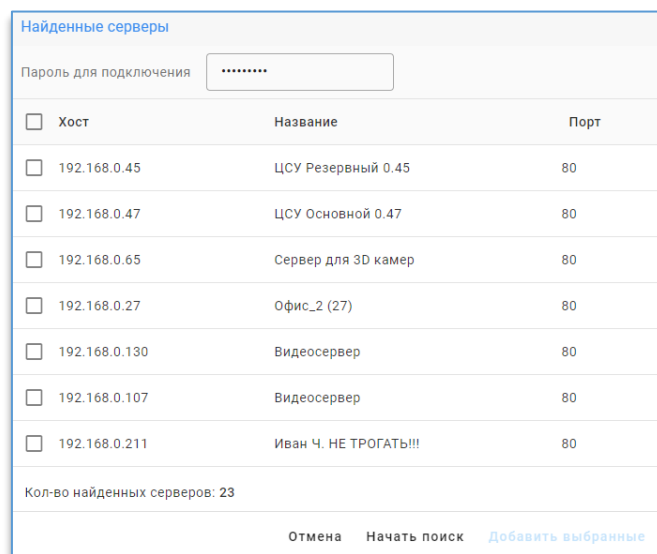 Найденные серверы
Пароль для подключения •••••••••
Хост Название Порт
192.168.0.45 ЦСУ Резервный 0.45 80
192.168.0.47 ЦСУ Основной 0.47 80
192.168.0.65 Сервер для 3D камер 80
192.168.0.27 Офис_2 (27) 80
192.168.0.130 Видеосервер 80
192.168.0.107 Видеосервер 80
192.168.0.211 Иван Ч. НЕ ТРОГАТЬ!!! 80
Кол-во найденных серверов: 23
Отмена Начать поиск Добавить выбранные